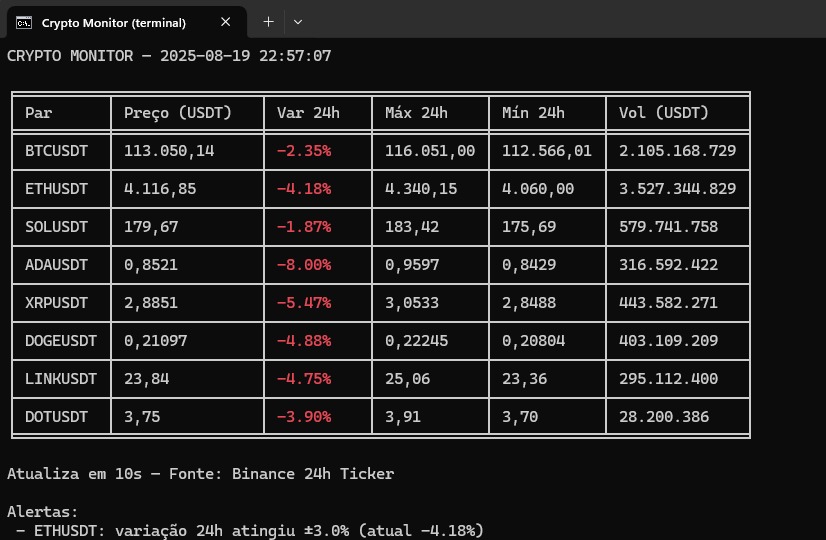 Crypto Monitor (terminal)
CRYPTO MONITOR — 2025-08-19 22:57:07
Par Preço (USDT) Var 24h Máx 24h Mín 24h Vol (USDT)
BTCUSDT 113.050,14 -2.35% 116.051,00 112.566,01 2.105.168.729
ETHUSDT 4.116,85 -4.18% 4.340,15 4.060,00 3.527.344.829
SOLUSDT 179,67 -1.87% 183,42 175,69 579.741.758
ADAUSDT 0,8521 -8.00% 0,9597 0,8429 316.592.422
XRPUSDT 2,8851 -5.47% 3,0533 2,8488 443.582.271
DOGEUSDT 0,21097 -4.88% 0,22245 0,20804 403.109.209
LINKUSDT 23,84 -4.75% 25,06 23,36 295.112.400
DOTUSDT 3,75 -3.90% 3,91 3,70 28.200.386
Atualiza em 10s — Fonte: Binance 24h Ticker
Alertas:
- ETHUSDT: variação 24h atingiu ±3.0% (atual -4.18%)